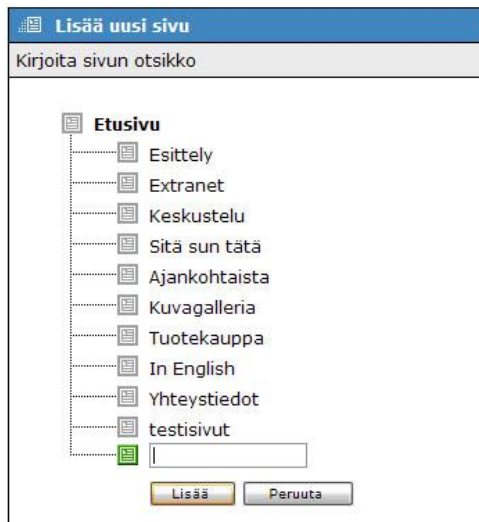 Lisää uusi sivu
Kirjoita sivun otsikko
Etusivu
Esittely
Extranet
Keskustelu
Sitä sun tätä
Ajankohtaista
Kuvagalleria
Tuotekauppa
In English
Yhteystiedot
testisivut
Lisää Peruuta